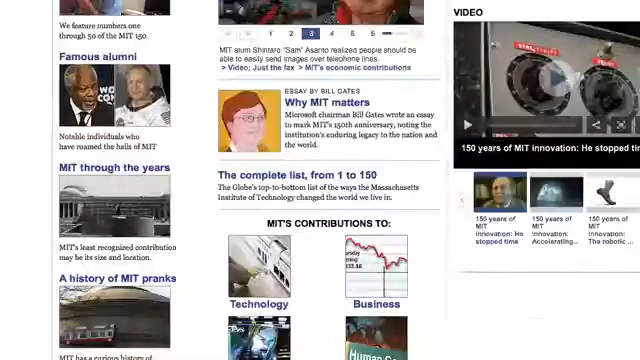 We feature numbers one
through 50 of the MIT 150.
Famous alumni
Notable individuals who
have roamed the halls of MIT
MIT through the years
MIT's least recognized contribution
may be its size and location.
A history of MIT pranks
MIT has a curious history of
1 2 3 4 5
MIT alum Shintaro "Sam" Asano realized people should be
able to easily send images over telephone lines.
> Video: Just the fax > MIT's economic contributions
ESSAY BY BILL GATES
Why MIT matters
Microsoft chairman Bill Gates wrote an essay
to mark MIT's 150th anniversary, noting the
institution's enduring legacy to the nation and
the world.
The complete list, from 1 to 150
The Globe's top-to-bottom list of the ways the Massachusetts
Institute of Technology changed the world we live in.
MIT'S CONTRIBUTIONS TO:
Technology
Business
VIDEO
150 years of MIT innovation: He stopped tim
150 years of
MIT
innovation: He
stopped time
150 years of
MIT
innovation:
Accelerating...
150 years of
MIT
innovation:
The robotic ...